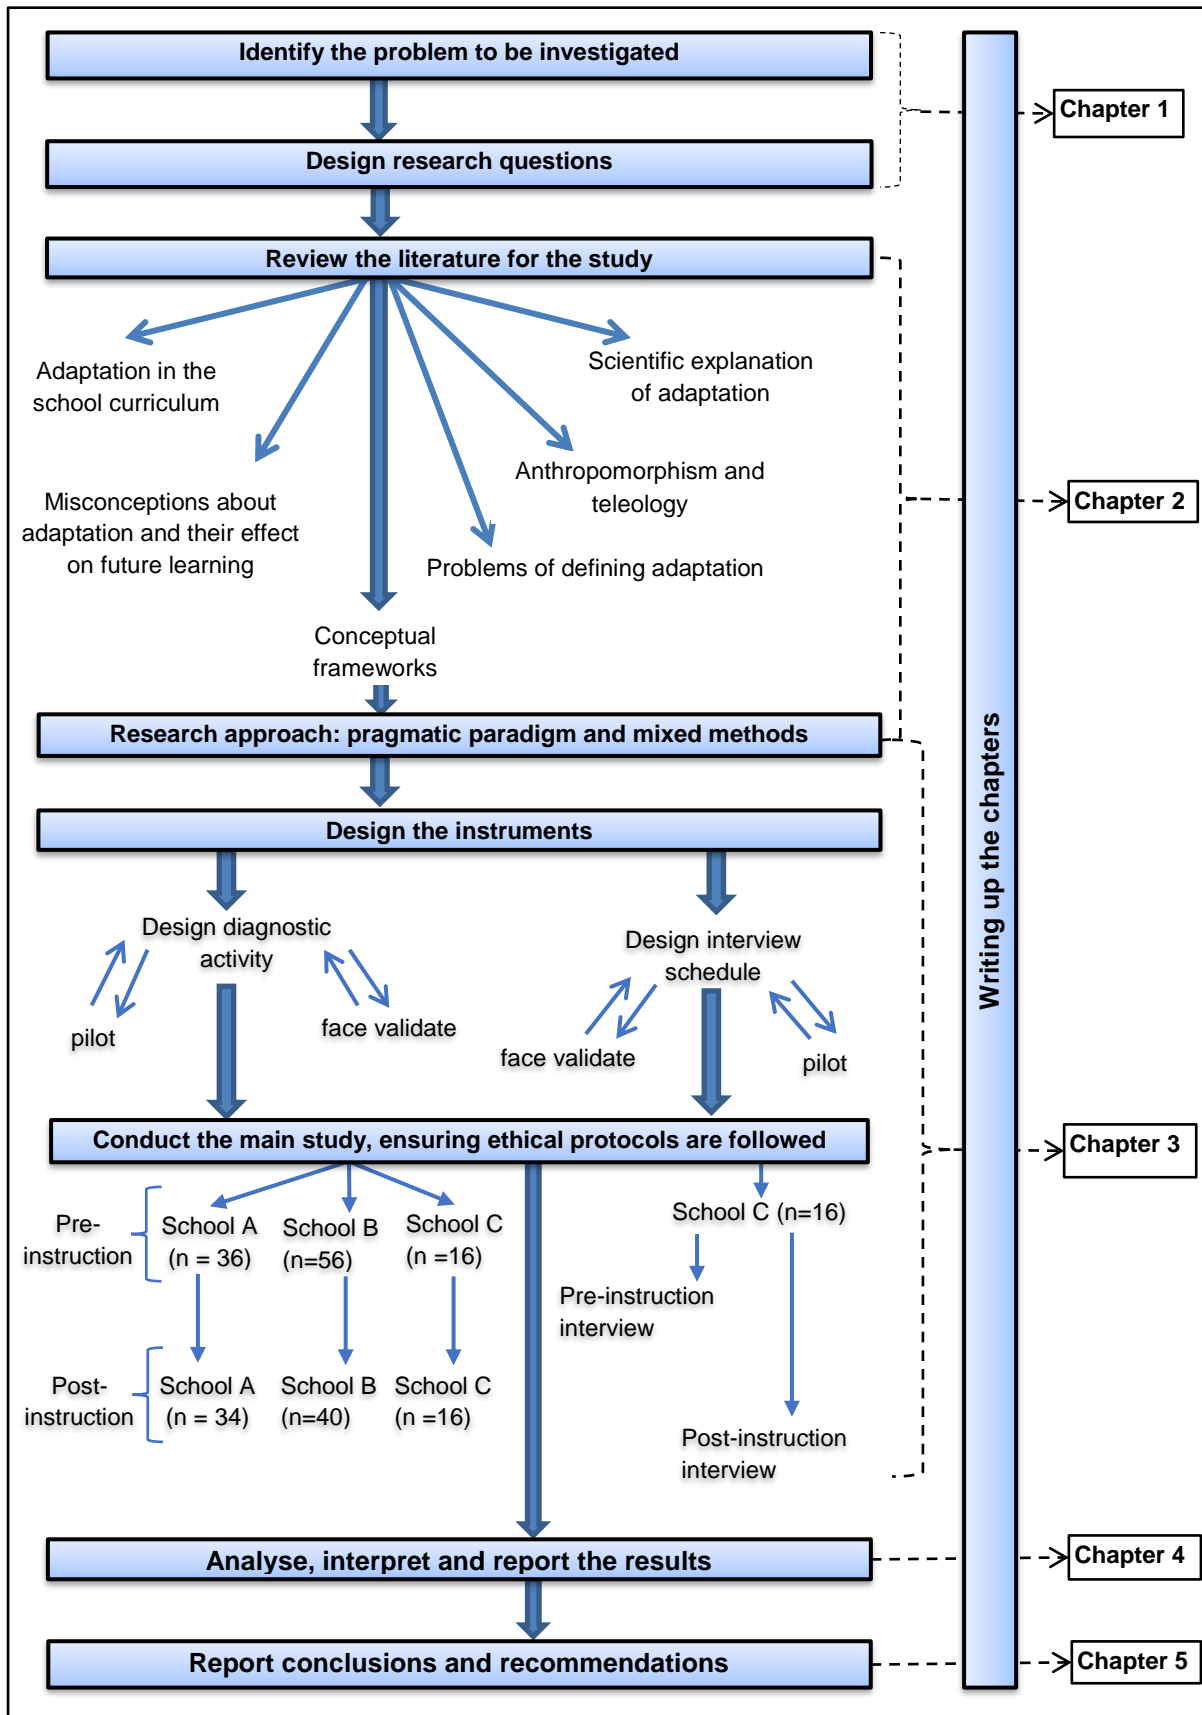 Identify the problem to be investigated
Chapter 1
Design research questions
Review the literature for the study
Adaptation in the
school curriculum
Scientific explanation
of adaptation
Misconceptions about
adaptation and their effect
on future learning
Anthropomorphism and
teleology
Problems of defining adaptation
Chapter 2
Conceptual
frameworks
Research approach: pragmatic paradigm and mixed methods
Design the instruments
Writing up the chapters
Design diagnostic
activity
Design interview
schedule
pilot
face validate
face validate
pilot
Conduct the main study, ensuring ethical protocols are followed
Chapter 3
Pre-
instruction
School A
(n = 36)
School B
(n=56)
School C
(n =16)
School C (n=16)
Pre-instruction
interview
Post-
instruction
School A
(n = 34)
School B
(n=40)
School C
(n =16)
Post-instruction
interview
Analyse, interpret and report the results
Chapter 4
Report conclusions and recommendations
Chapter 5